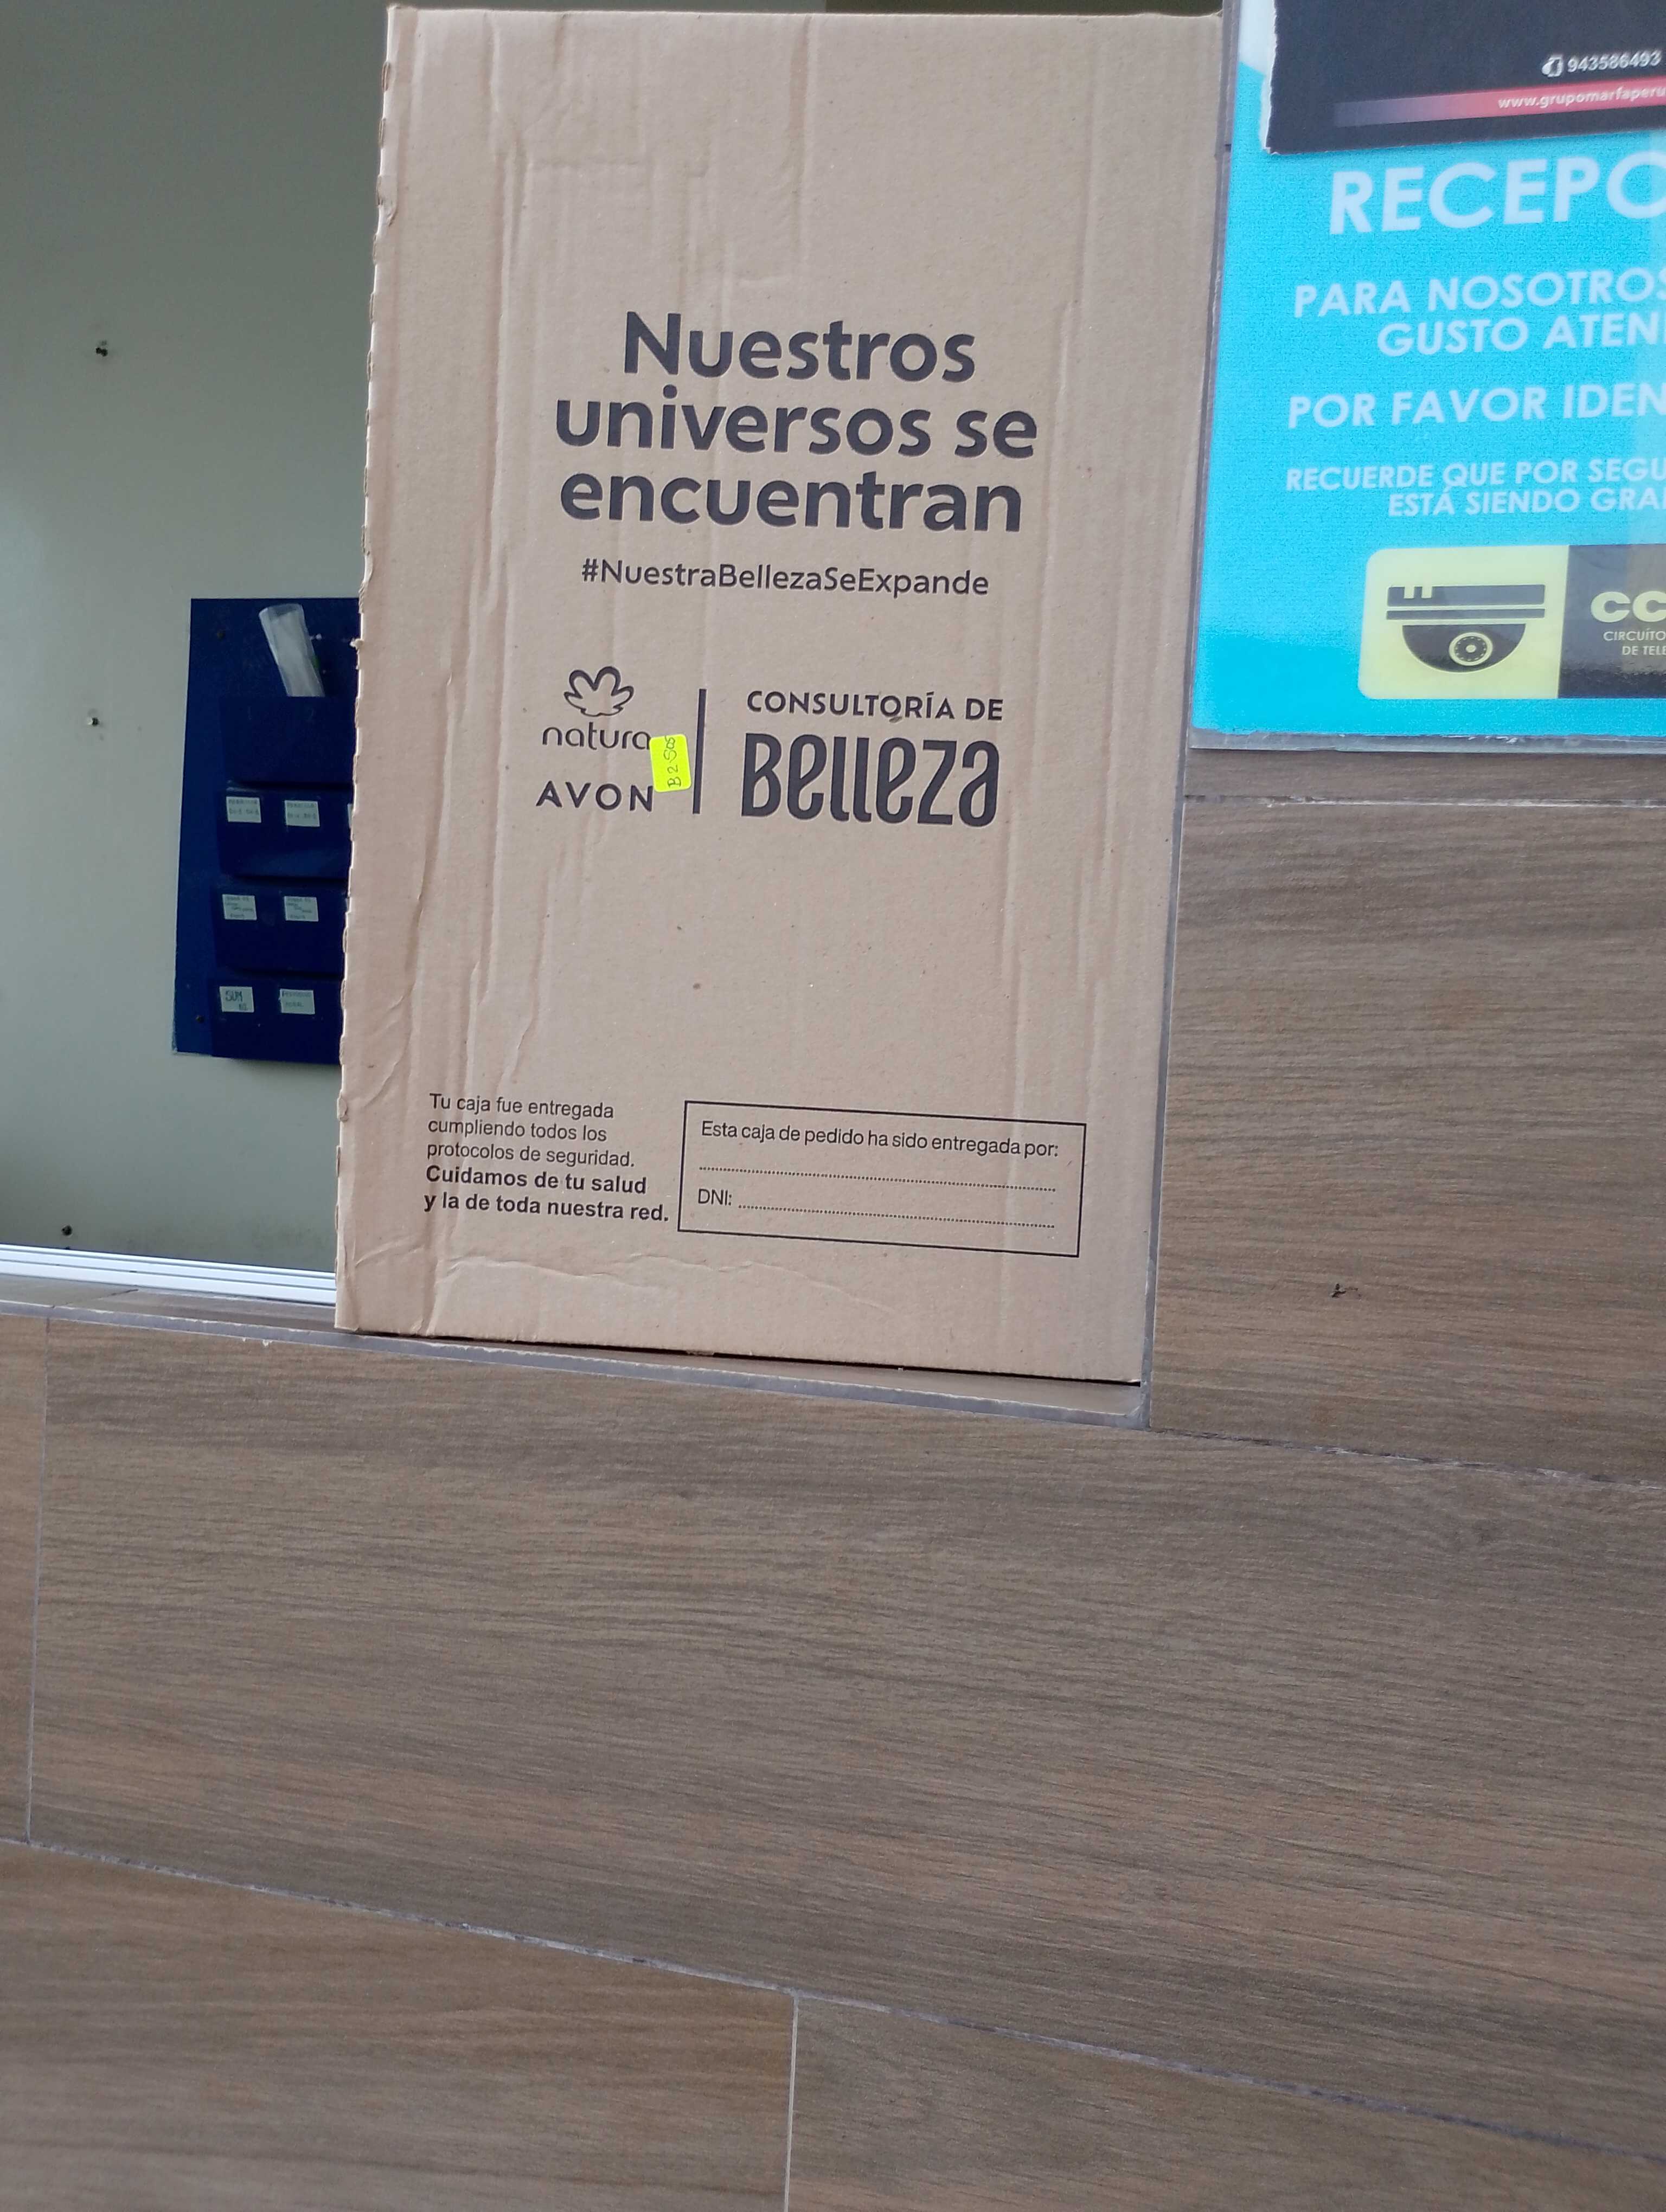 Nuestros
universos se
encuentran
#NuestraBellezaSeExpande
natura
AVON
B2 505
CONSULTORÍA DE
Belleza
Tu caja fue entregada
cumpliendo todos los
protocolos de seguridad.
Cuidamos de tu salud
y la de toda nuestra red.
Esta caja de pedido ha sido entregada por:
DNI:
943586493
www.grupomarfaperu
RECEPC
PARA NOSOTROS
GUSTO ATEN
POR FAVOR IDEN
RECUERDE QUE POR SEGU
ESTÁ SIENDO GRA
CC
CIRCUÍTO
DE TELE
SUM